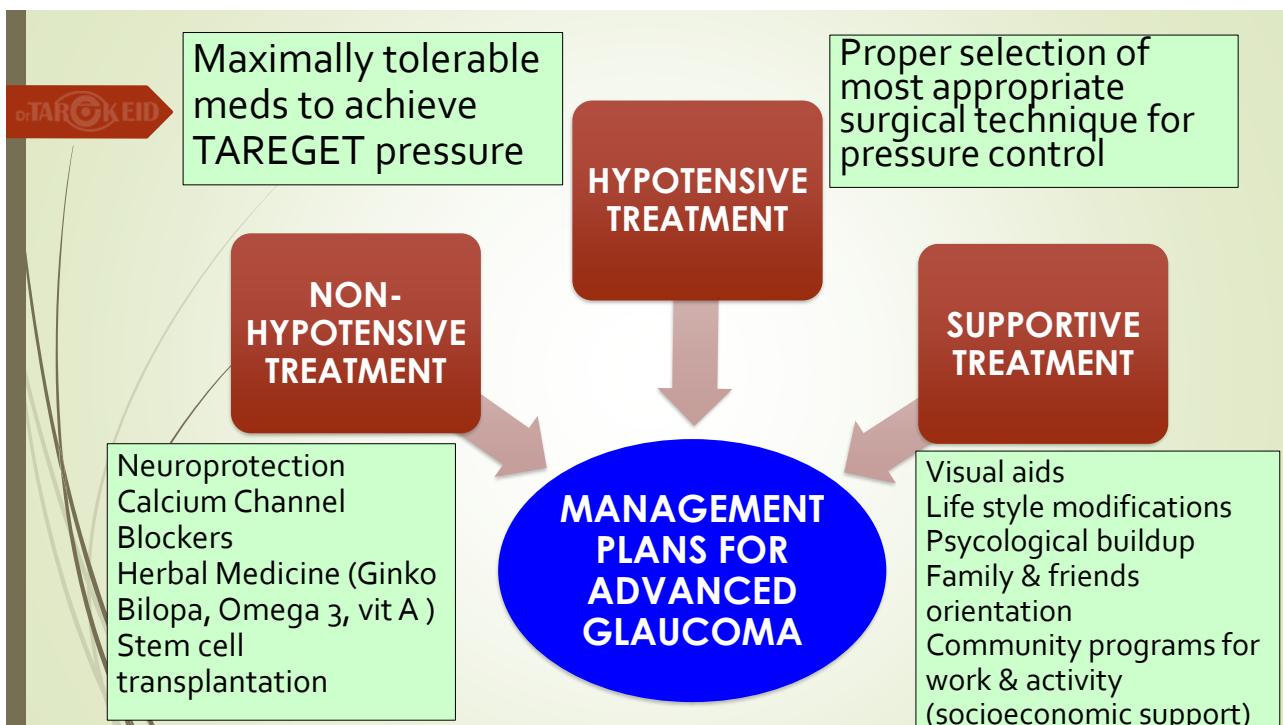 Dr TAREK EID
Maximally tolerable
meds to achieve
TAREGET pressure
HYPOTENSIVE
TREATMENT
Proper selection of
most appropriate
surgical technique for
pressure control
NON-
HYPOTENSIVE
TREATMENT
SUPPORTIVE
TREATMENT
Neuroprotection
Calcium Channel
Blockers
Herbal Medicine (Ginko
Bilopa, Omega 3, vit A )
Stem cell
transplantation
MANAGEMENT
PLANS FOR
ADVANCED
GLAUCOMA
Visual aids
Life style modifications
Psycological buildup
Family & friends
orientation
Community programs for
work & activity
(socioeconomic support)